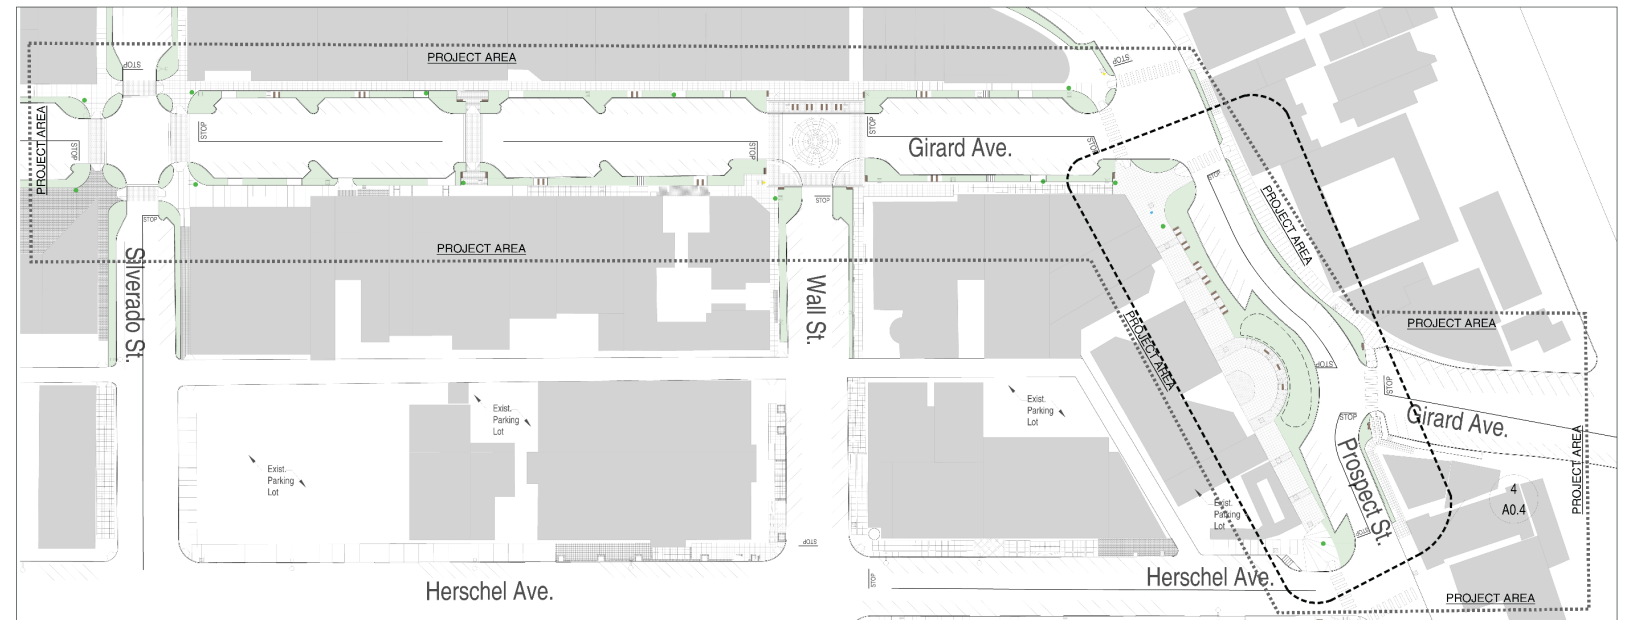 PROJECT AREA
STOP
STOP
PROJECT AREA
STOP
STOP
STOP
STOP
Girard Ave.
STOP
STOP
PROJECT AREA
STOP
STOP
PROJECT AREA
Silverado St.
Wall St.
PROJECT AREA
PROJECT AREA
STOP
STOP
Girard Ave.
STOP
Exist.
Parking
Lot
Exist.
Parking
Lot
Exist.
Parking
Lot
Exist.
Parking
Lot
Prospect St.
STOP
PROJECT AREA
4
A0.4
STOP
STOP
Herschel Ave.
Herschel Ave.
PROJECT AREA